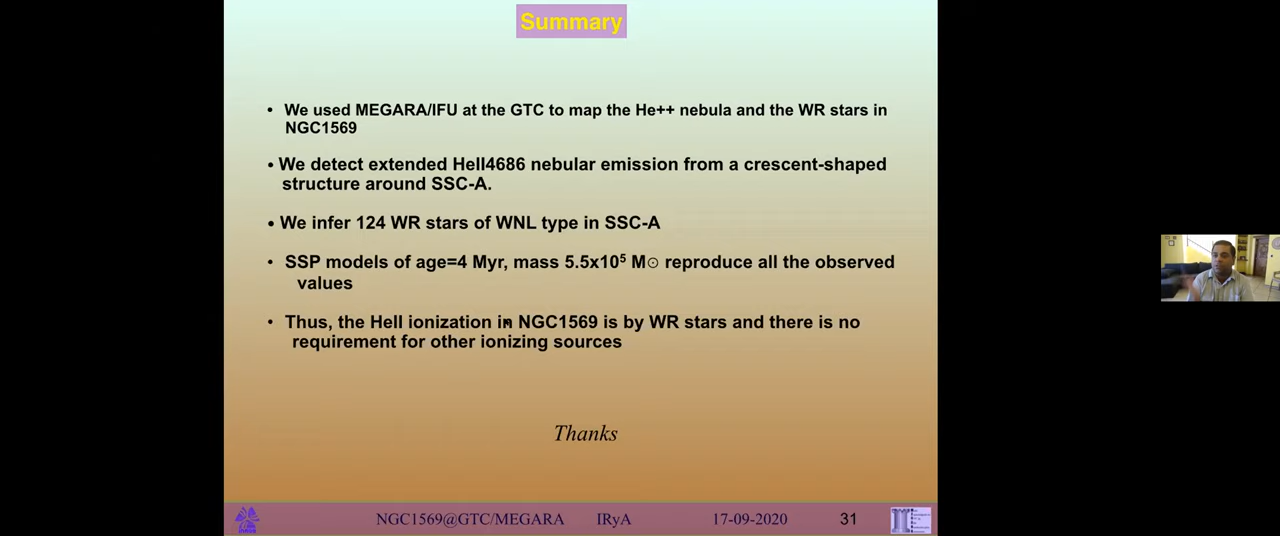 Summary
• We used MEGARA/IFU at the GTC to map the He++ nebula and the WR stars in
NGC1569
• We detect extended HeII4686 nebular emission from a crescent-shaped
structure around SSC-A.
• We infer 124 WR stars of WNL type in SSC-A
• SSP models of age=4 Myr, mass 5.5x10⁵ M☉ reproduce all the observed
values
• Thus, the HeII ionization in NGC1569 is by WR stars and there is no
requirement for other ionizing sources
Thanks
NGC1569@GTC/MEGARA IRyA 17-09-2020 31